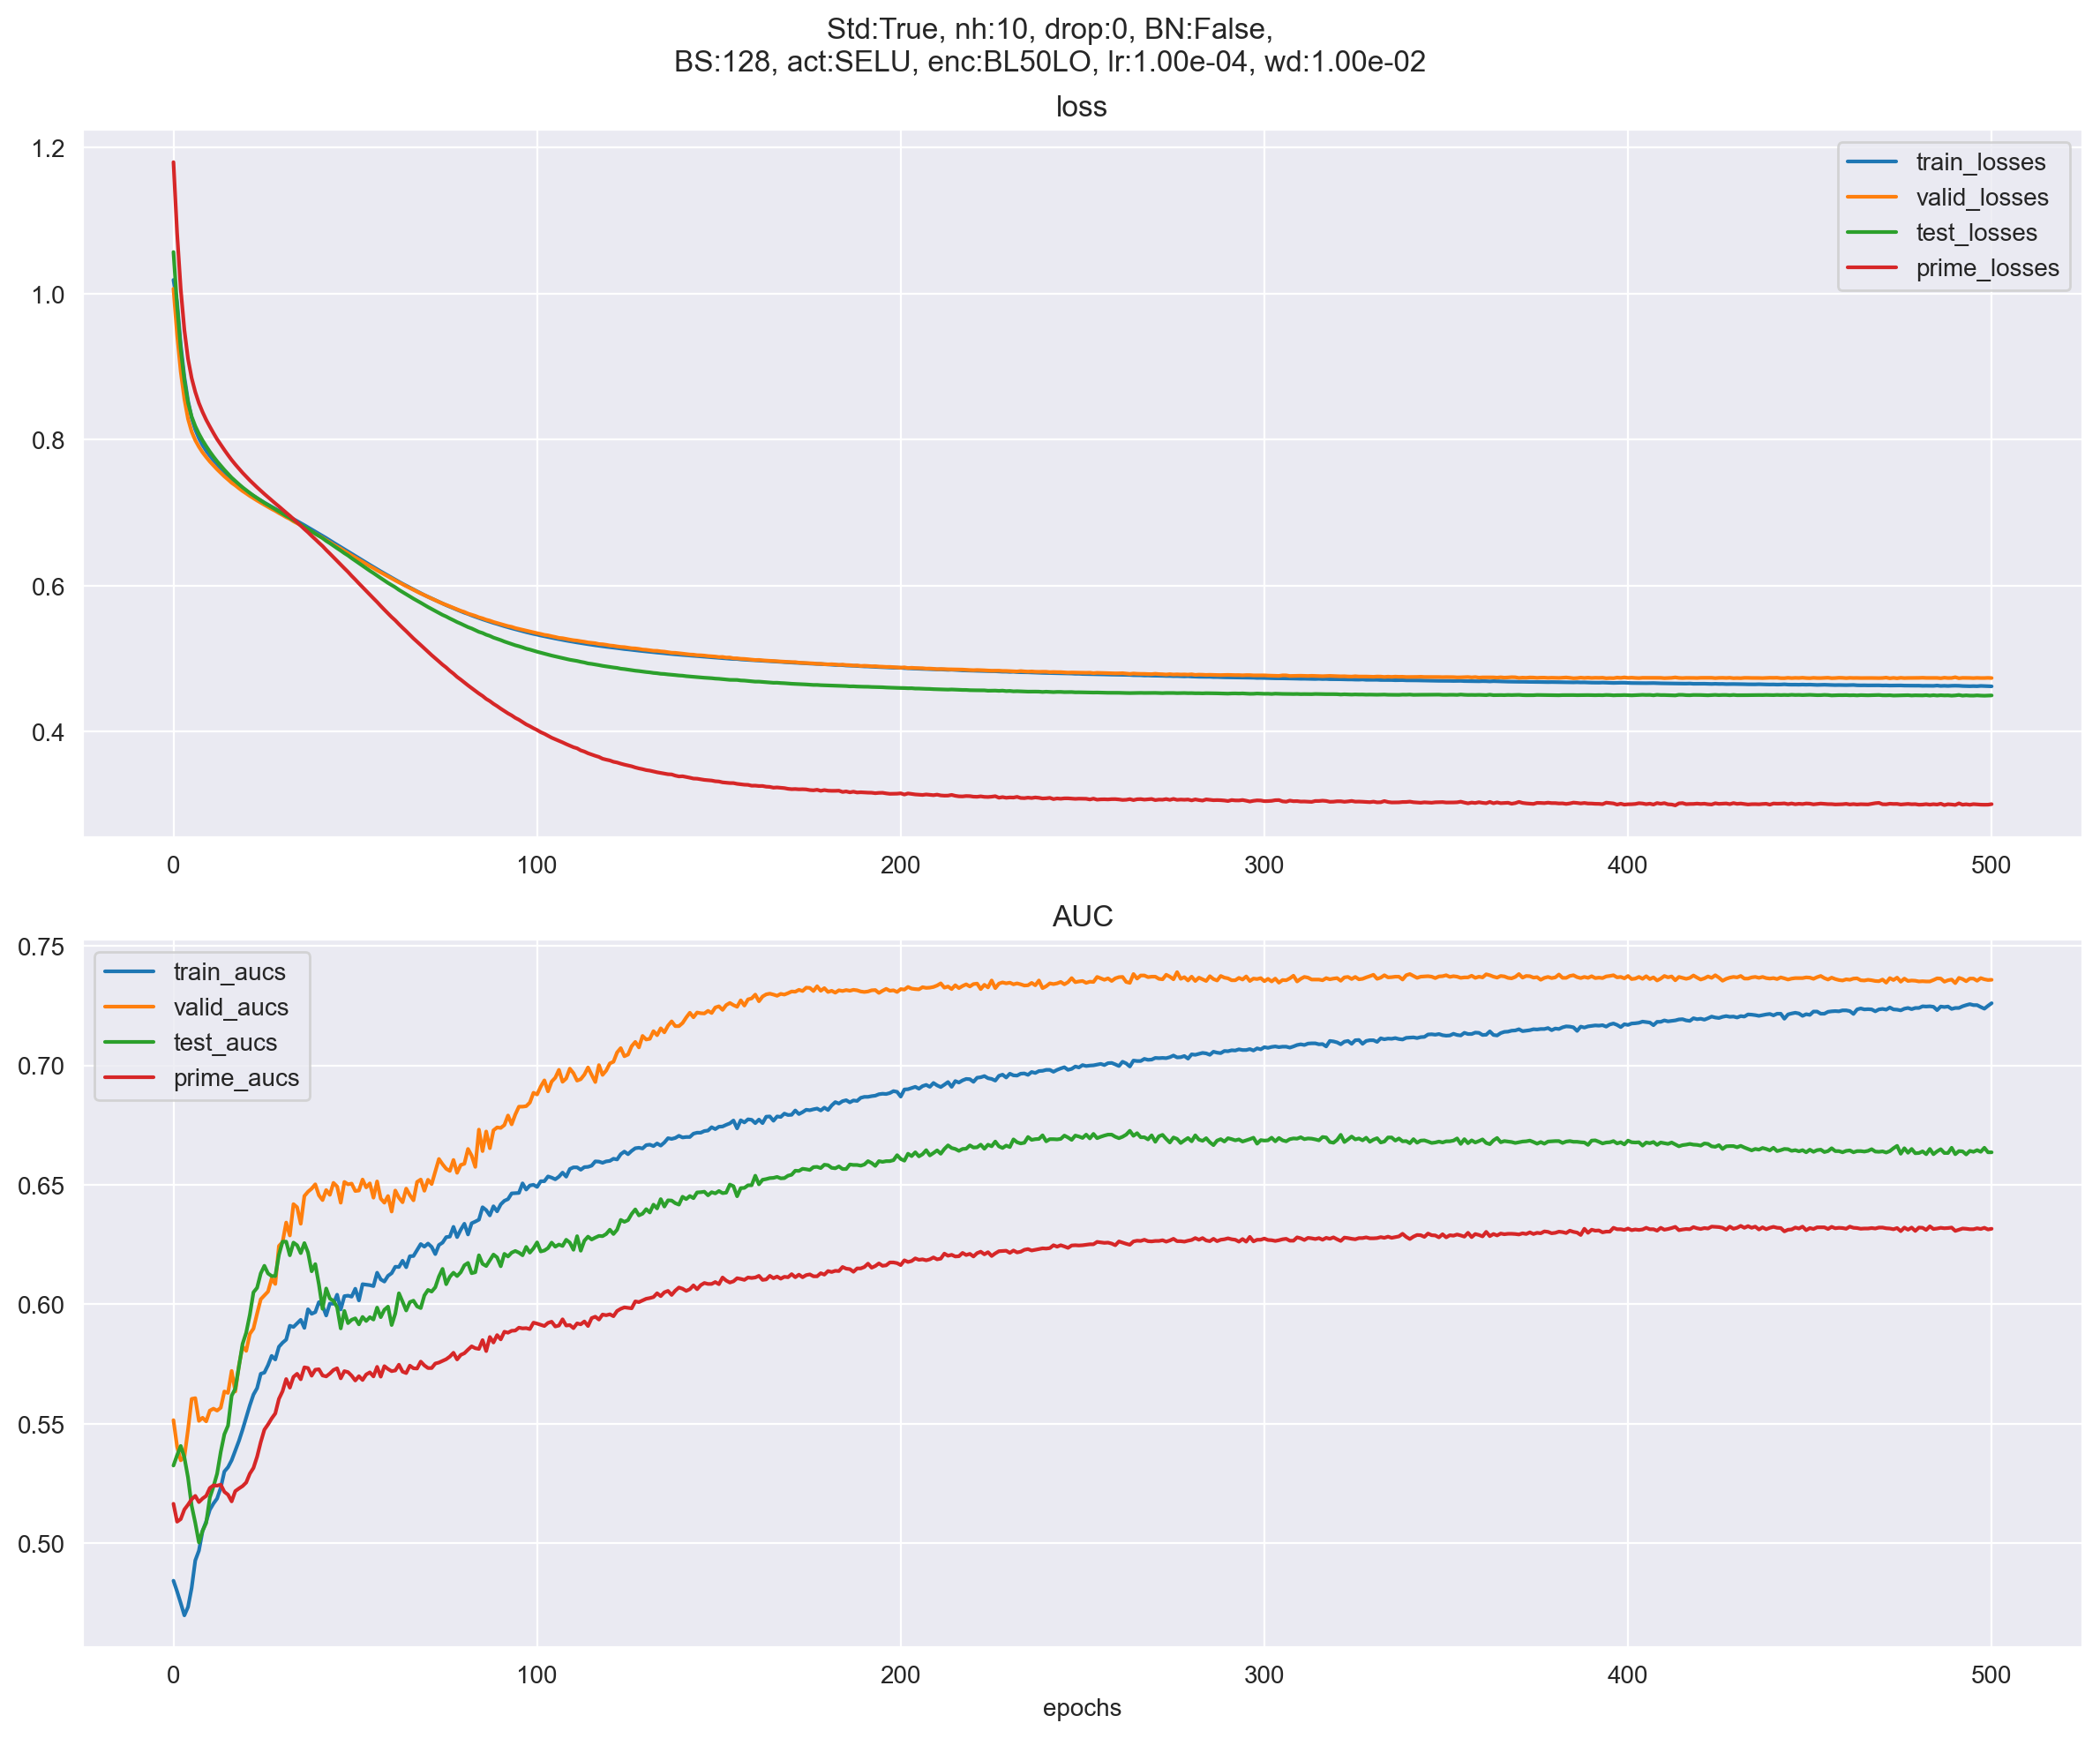 Std:True, nh:10, drop:0, BN:False,
BS:128, act:SELU, enc:BL50LO, lr:1.00e-04, wd:1.00e-02
loss
1.2
1.0
0.8
0.6
0.4
train_losses
valid_losses
test_losses
prime_losses
0 100 200 300 400 500
AUC
0.75
0.70
0.65
0.60
0.55
0.50
train_aucs
valid_aucs
test_aucs
prime_aucs
0 100 200 300 400 500
epochs